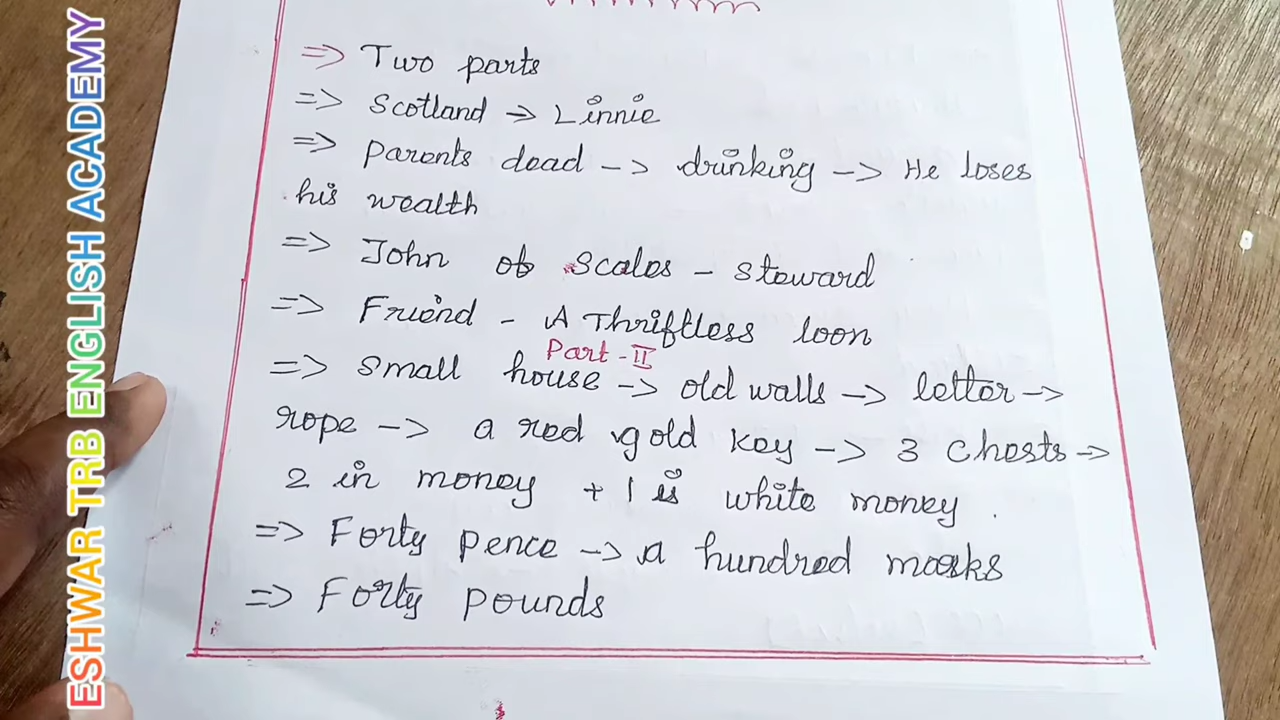 ESHWAR TRB ENGLISH ACADEMY
=> Two parts
=> Scotland -> Linnie
=> Parents dead -> drinking -> He loses
his wealth
=> John of Scales - steward
=> Friend - A Thriftless loon
Part - II
=> Small house -> old walls -> letter ->
rope -> a red gold key -> 3 chests ->
2 in money + 1 is white money .
=> Forty pence -> a hundred marks
=> Forty pounds